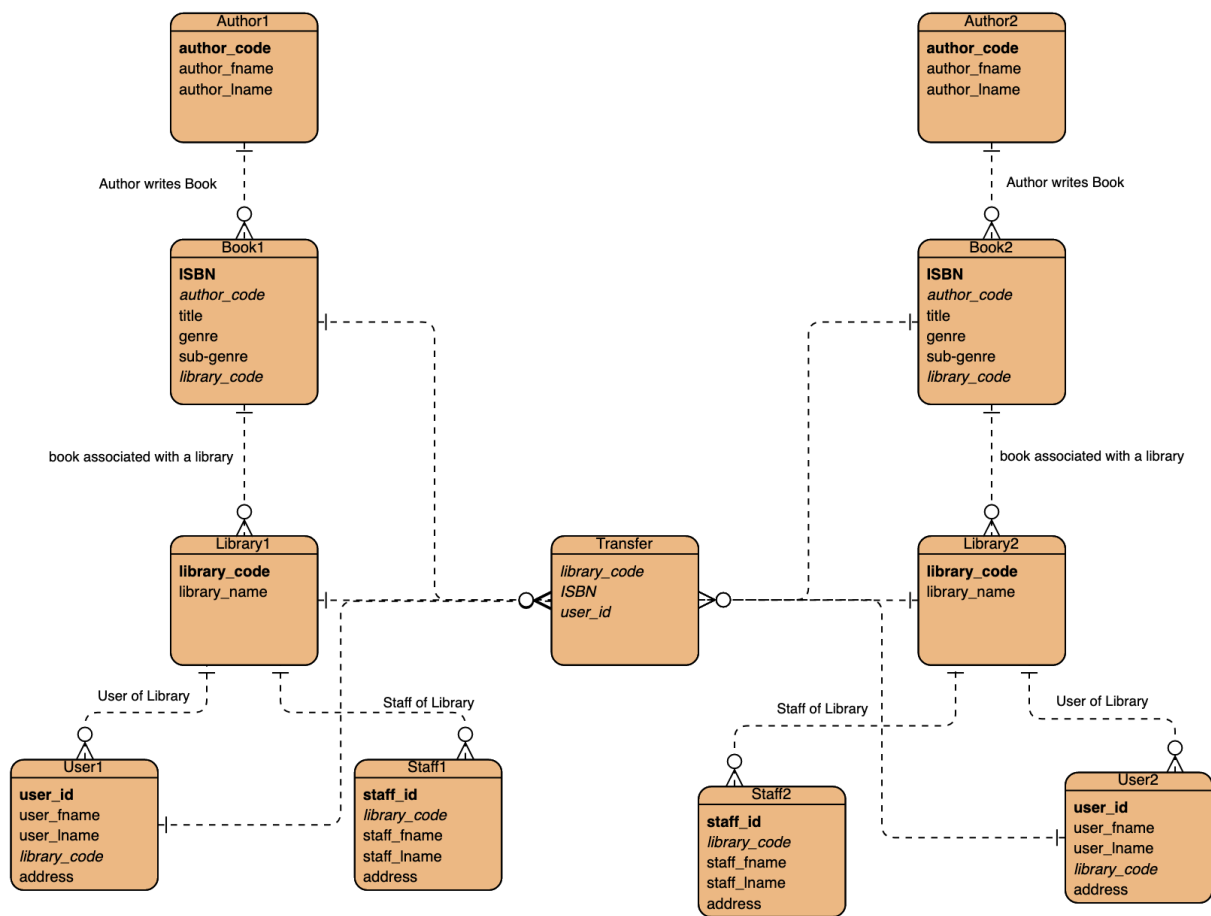 Author1
author_code
author_fname
author_lname
Author2
author_code
author_fname
author_lname
Author writes Book
Author writes Book
Book1
ISBN
author_code
title
genre
sub-genre
library_code
Book2
ISBN
author_code
title
genre
sub-genre
library_code
book associated with a library
book associated with a library
Library1
library_code
library_name
Transfer
library_code
ISBN
user_id
Library2
library_code
library_name
User of Library
Staff of Library
Staff of Library
User of Library
User1
user_id
user_fname
user_lname
library_code
address
Staff1
staff_id
library_code
staff_fname
staff_lname
address
Staff2
staff_id
library_code
staff_fname
staff_lname
address
User2
user_id
user_fname
user_lname
library_code
address